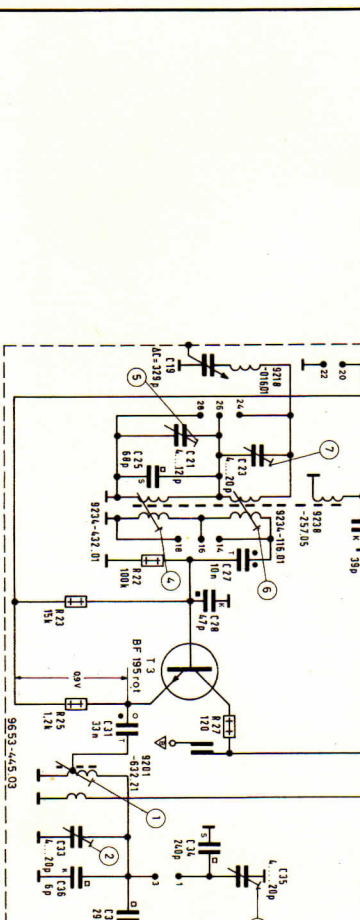 20
22
9218
-016.01
C19
ΔC=329p
24
26
28
5
C21
4...12p
C25
68p
S
C23
4...20p
7
9238
-257.05
K
39p
9234-432.01
9234-116.01
18
16
14
4
6
R22
100k
T
C27
10n
C28
47p
K
R23
15k
T3
BF 195 rot
R27
120
0,9V
R25
1,2k
C31
33n
T
9201
-632.21
1
2
C33
4...20p
C36
6p
K
3
1
S
C34
240p
C35
4...20p
C3
29
9653-445.03